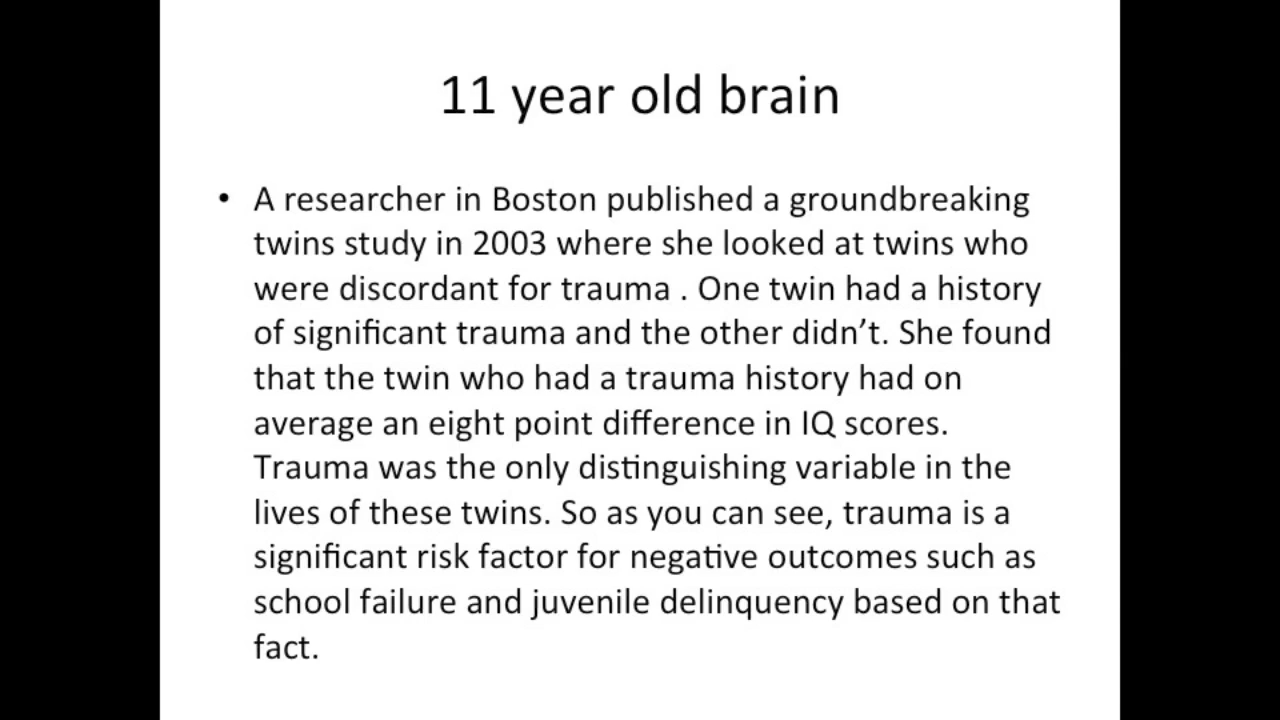 11 year old brain
• A researcher in Boston published a groundbreaking
twins study in 2003 where she looked at twins who
were discordant for trauma . One twin had a history
of significant trauma and the other didn’t. She found
that the twin who had a trauma history had on
average an eight point difference in IQ scores.
Trauma was the only distinguishing variable in the
lives of these twins. So as you can see, trauma is a
significant risk factor for negative outcomes such as
school failure and juvenile delinquency based on that
fact.